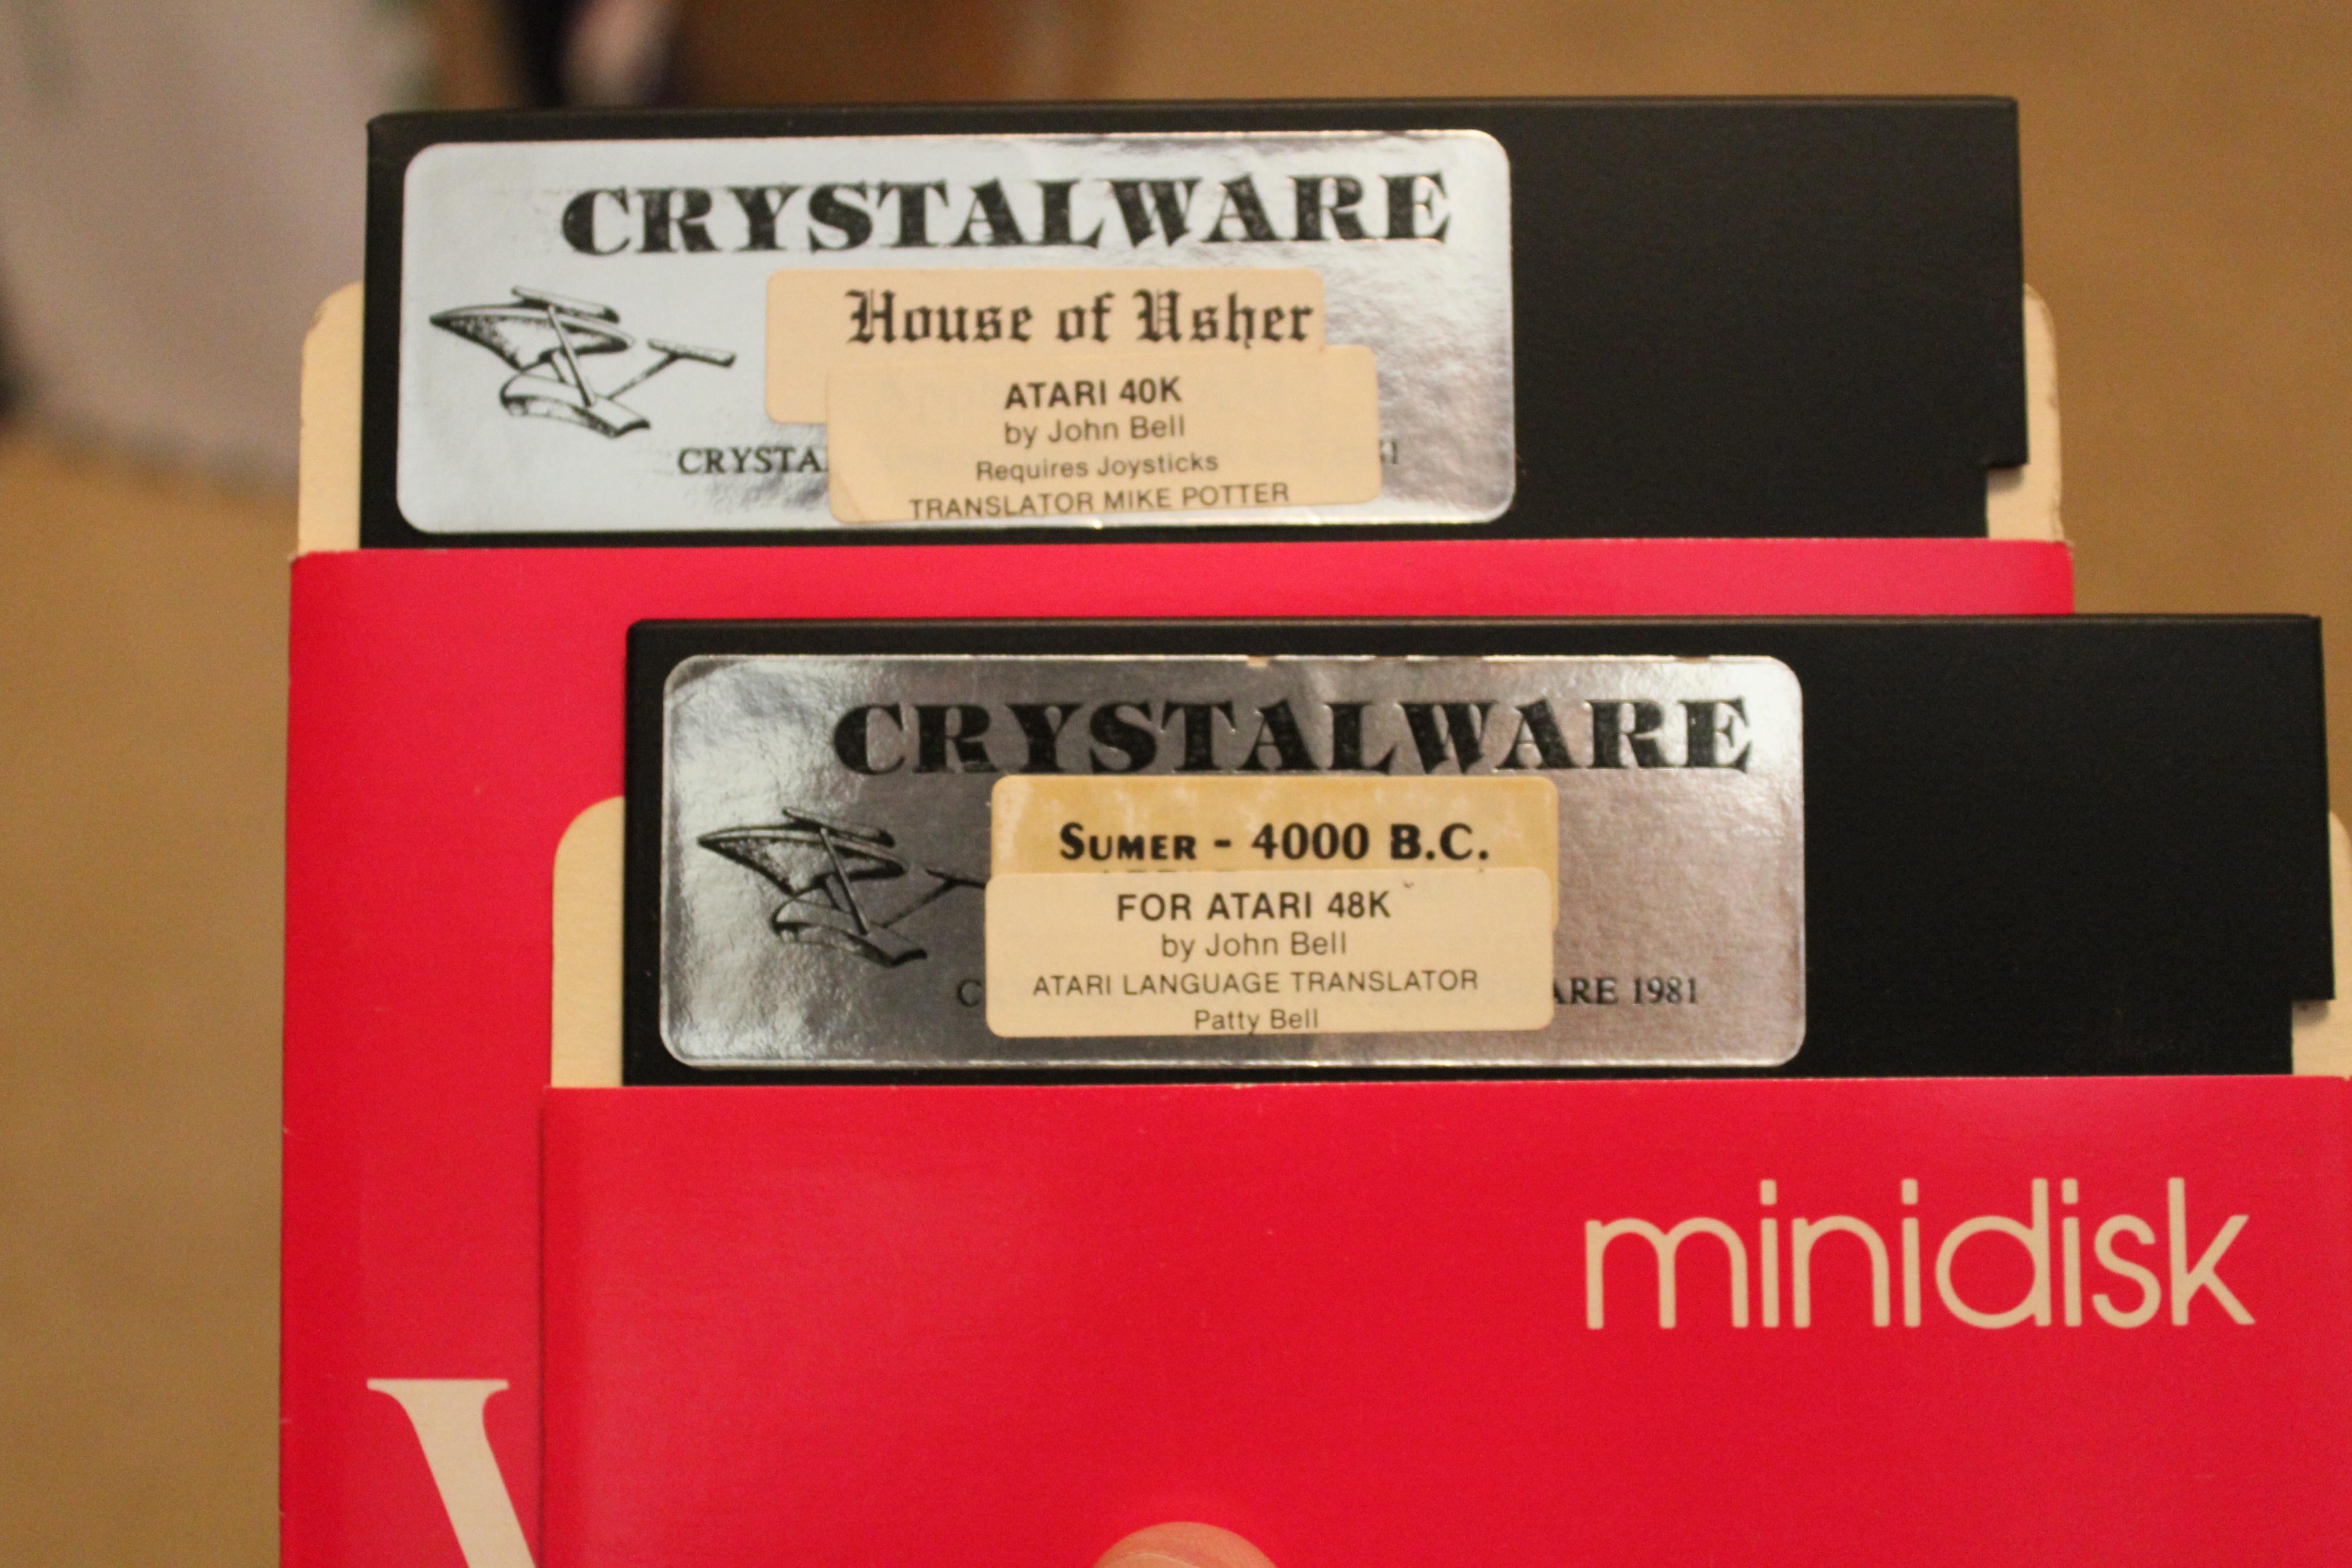 CRYSTALWARE
House of Usher
ATARI 40K
by John Bell
CRYSTA
Requires Joysticks
TRANSLATOR MIKE POTTER
CRYSTALWARE
SUMER - 4000 B.C.
FOR ATARI 48K
by John Bell
ATARI LANGUAGE TRANSLATOR
C ARE 1981
Patty Bell
minidisk
V